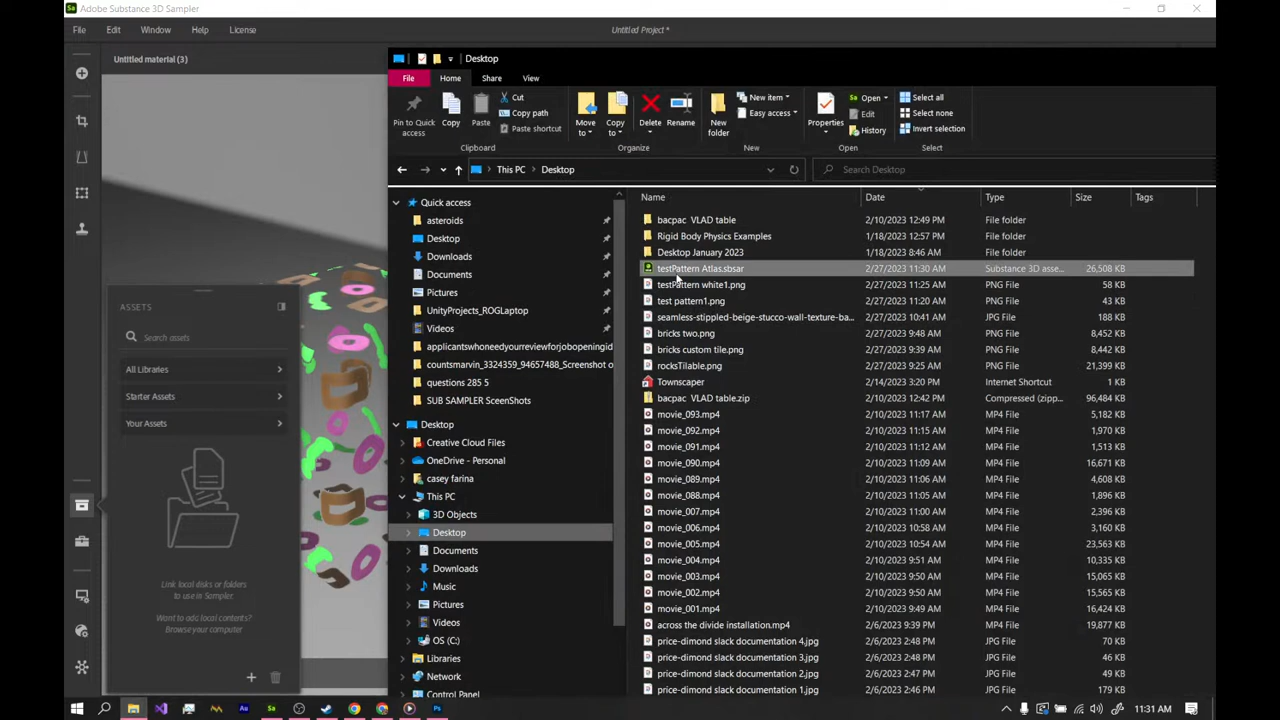 Adobe Substance 3D Sampler
File Edit Window Help License Untitled Project *
Untitled material (3)
Desktop
File Home Share View
Pin to Quick access
Copy
Paste
Cut
Copy path
Paste shortcut
Clipboard
Move to
Copy to
Delete
Rename
Organize
New folder
New item
Easy access
New
Properties
Open
Edit
History
Open
Select all
Select none
Invert selection
Select
This PC Desktop
Search Desktop
ASSETS
Search assets
All Libraries
Starter Assets
Your Assets
Link local disks or folders
to use in Sampler.
Want to add local contents?
Browse your computer
Quick access
asteroids
Desktop
Downloads
Documents
Pictures
UnityProjects_ROGLaptop
Videos
applicantswhoneedyourreviewforjobopeningid
countsmarvin_3324359_94657488_Screenshot o
questions 285 5
SUB SAMPLER SceenShots
Desktop
Creative Cloud Files
OneDrive - Personal
casey farina
This PC
3D Objects
Desktop
Documents
Downloads
Music
Pictures
Videos
OS (C:)
Libraries
Network
Control Panel
Name Date Type Size Tags
bacpac VLAD table 2/10/2023 12:49 PM File folder
Rigid Body Physics Examples 1/18/2023 12:57 PM File folder
Desktop January 2023 1/18/2023 8:46 AM File folder
testPattern Atlas.sbsar 2/27/2023 11:30 AM Substance 3D asse... 26,508 KB
testPattern white1.png 2/27/2023 11:25 AM PNG File 58 KB
test pattern1.png 2/27/2023 11:20 AM PNG File 43 KB
seamless-stippled-beige-stucco-wall-texture-ba... 2/27/2023 10:41 AM JPG File 188 KB
bricks two.png 2/27/2023 9:48 AM PNG File 8,452 KB
bricks custom tile.png 2/27/2023 9:39 AM PNG File 8,442 KB
rocksTilable.png 2/27/2023 9:25 AM PNG File 21,399 KB
Townscaper 2/14/2023 3:20 PM Internet Shortcut 1 KB
bacpac VLAD table.zip 2/10/2023 12:42 PM Compressed (zipp... 96,484 KB
movie_093.mp4 2/10/2023 11:17 AM MP4 File 5,182 KB
movie_092.mp4 2/10/2023 11:15 AM MP4 File 1,970 KB
movie_091.mp4 2/10/2023 11:12 AM MP4 File 1,513 KB
movie_090.mp4 2/10/2023 11:09 AM MP4 File 16,671 KB
movie_089.mp4 2/10/2023 11:06 AM MP4 File 4,608 KB
movie_088.mp4 2/10/2023 11:05 AM MP4 File 1,896 KB
movie_007.mp4 2/10/2023 11:00 AM MP4 File 2,396 KB
movie_006.mp4 2/10/2023 10:58 AM MP4 File 3,160 KB
movie_005.mp4 2/10/2023 10:54 AM MP4 File 23,563 KB
movie_004.mp4 2/10/2023 9:51 AM MP4 File 10,335 KB
movie_003.mp4 2/10/2023 9:50 AM MP4 File 15,065 KB
movie_002.mp4 2/10/2023 9:50 AM MP4 File 15,565 KB
movie_001.mp4 2/10/2023 9:49 AM MP4 File 16,424 KB
across the divide installation.mp4 2/6/2023 9:39 PM MP4 File 19,877 KB
price-dimond slack documentation 4.jpg 2/6/2023 2:48 PM JPG File 70 KB
price-dimond slack documentation 3.jpg 2/6/2023 2:48 PM JPG File 46 KB
price-dimond slack documentation 2.jpg 2/6/2023 2:47 PM JPG File 49 KB
price-dimond slack documentation 1.jpg 2/6/2023 2:46 PM JPG File 179 KB
11:31 AM